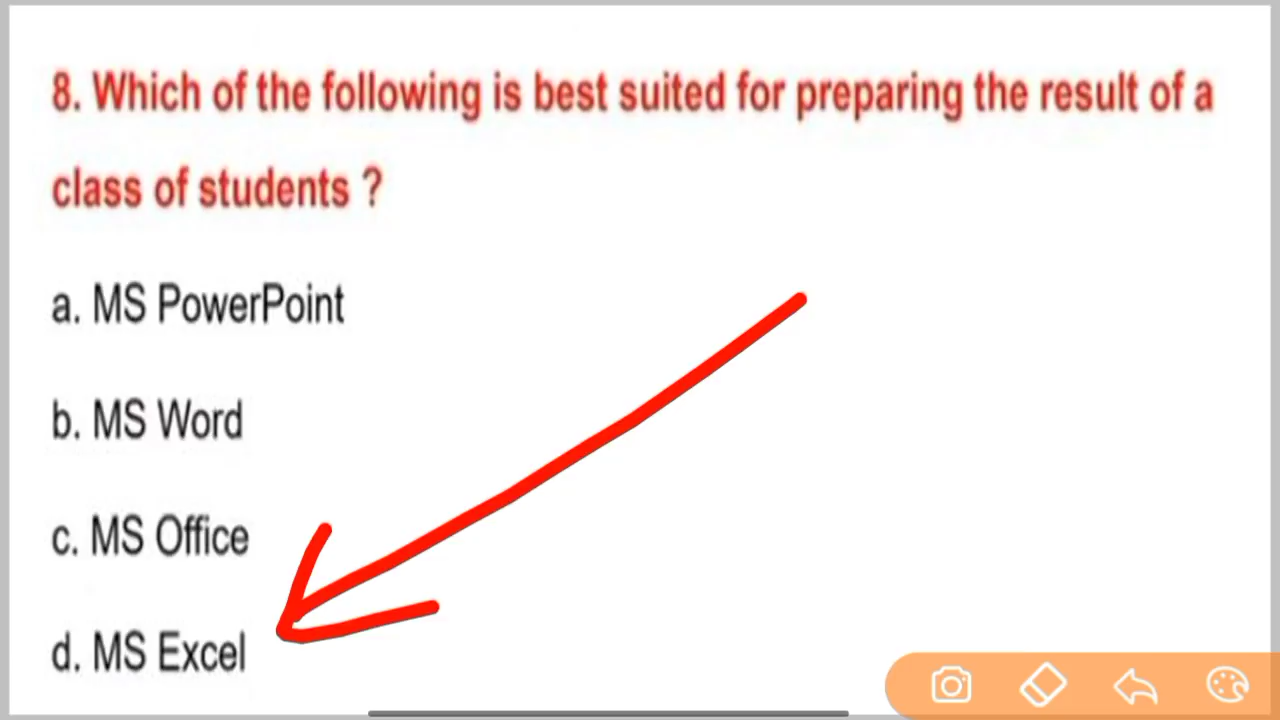 8. Which of the following is best suited for preparing the result of a
class of students ?
a. MS PowerPoint
b. MS Word
c. MS Office
d. MS Excel